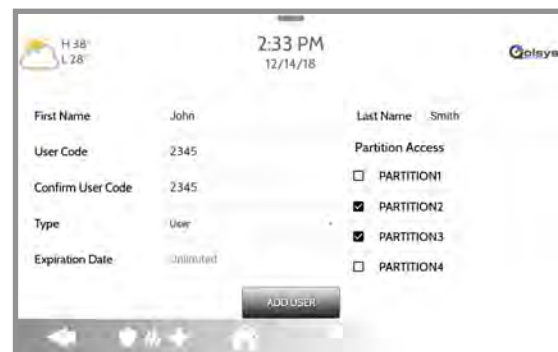 H 38°
L 28°
2:33 PM
12/14/18
Qolsys
First Name John
Last Name Smith
User Code 2345
Partition Access
Confirm User Code 2345
PARTITION1
PARTITION2
Type User
PARTITION3
Expiration Date Unlimited
PARTITION4
ADD USER